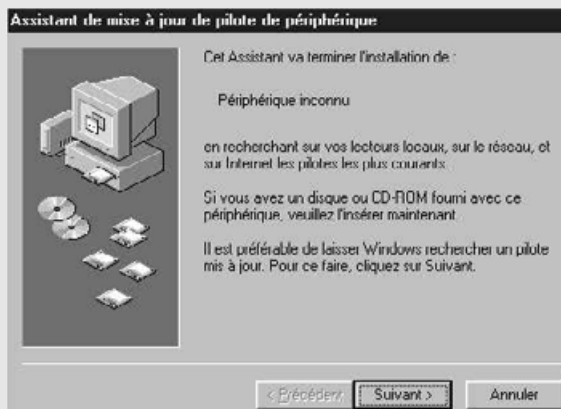 Assistant de mise à jour de pilote de périphérique
Cet Assistant va terminer l'installation de :
Périphérique inconnu
en recherchant sur vos lecteurs locaux, sur le réseau, et
sur Internet les pilotes les plus courants.
Si vous avez un disque ou CD-ROM fourni avec ce
périphérique, veuillez l'insérer maintenant.
Il est préférable de laisser Windows rechercher un pilote
mis à jour. Pour ce faire, cliquez sur Suivant.
< Précédent Suivant > Annuler